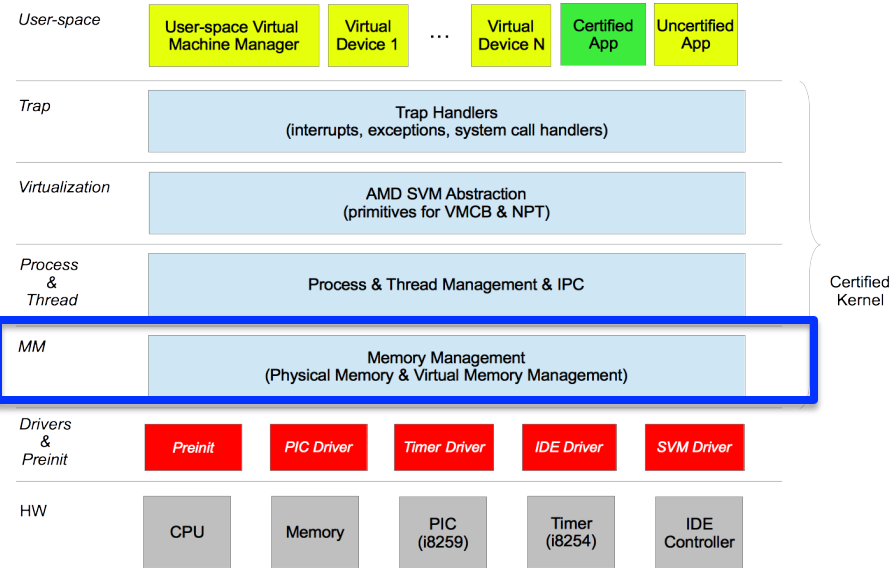 User-space
User-space Virtual
Machine Manager
Virtual
Device 1
...
Virtual
Device N
Certified
App
Uncertified
App
Trap
Trap Handlers
(interrupts, exceptions, system call handlers)
Virtualization
AMD SVM Abstraction
(primitives for VMCB & NPT)
Process
&
Thread
Process & Thread Management & IPC
Certified
Kernel
MM
Memory Management
(Physical Memory & Virtual Memory Management)
Drivers
&
Preinit
Preinit
PIC Driver
Timer Driver
IDE Driver
SVM Driver
HW
CPU
Memory
PIC
(i8259)
Timer
(i8254)
IDE
Controller